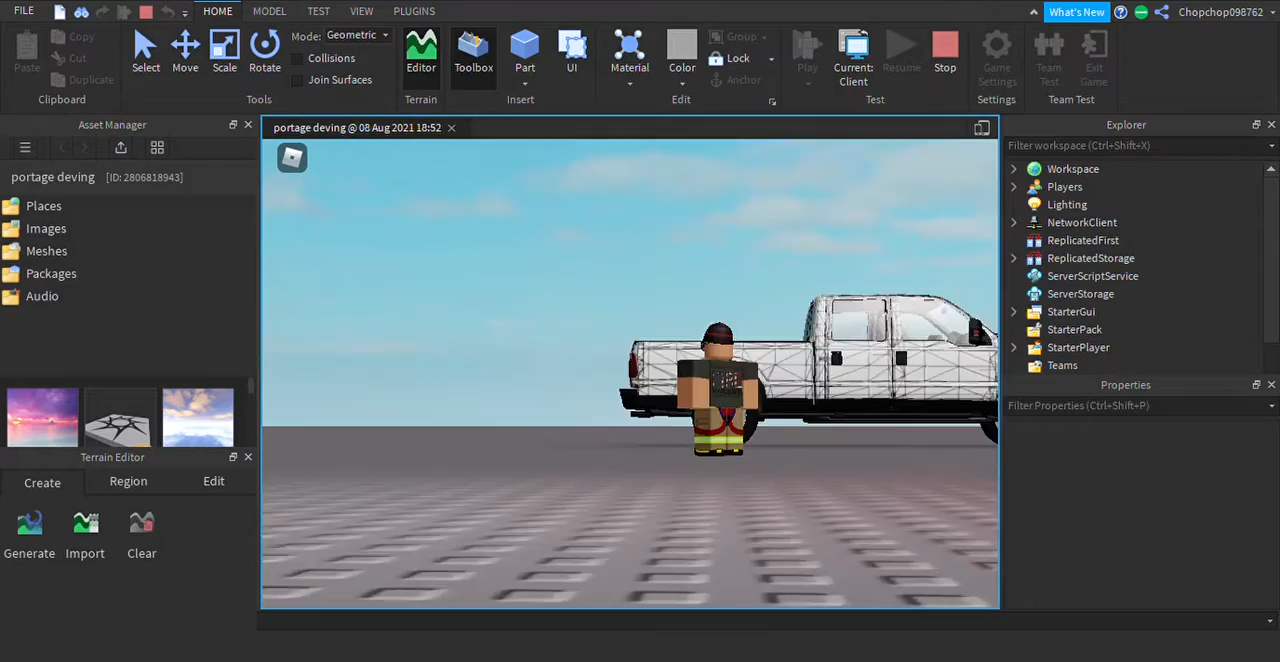 FILE HOME MODEL TEST VIEW PLUGINS What's New Chopchop098762
Paste Copy Cut Duplicate Select Move Scale Rotate Mode: Geometric Collisions Join Surfaces Editor Toolbox Part UI Material Color Group Lock Anchor Play Current: Client Resume Stop Game Settings Team Test Exit Game
Clipboard Tools Terrain Insert Edit Test Settings Team Test
Asset Manager
portage deving [ID: 2806818943]
Places
Images
Meshes
Packages
Audio
Terrain Editor
Create Region Edit
Generate Import Clear
portage deving @ 08 Aug 2021 18:52
Explorer
Filter workspace (Ctrl+Shift+X)
Workspace
Players
Lighting
NetworkClient
ReplicatedFirst
ReplicatedStorage
ServerScriptService
ServerStorage
StarterGui
StarterPack
StarterPlayer
Teams
Properties
Filter Properties (Ctrl+Shift+P)